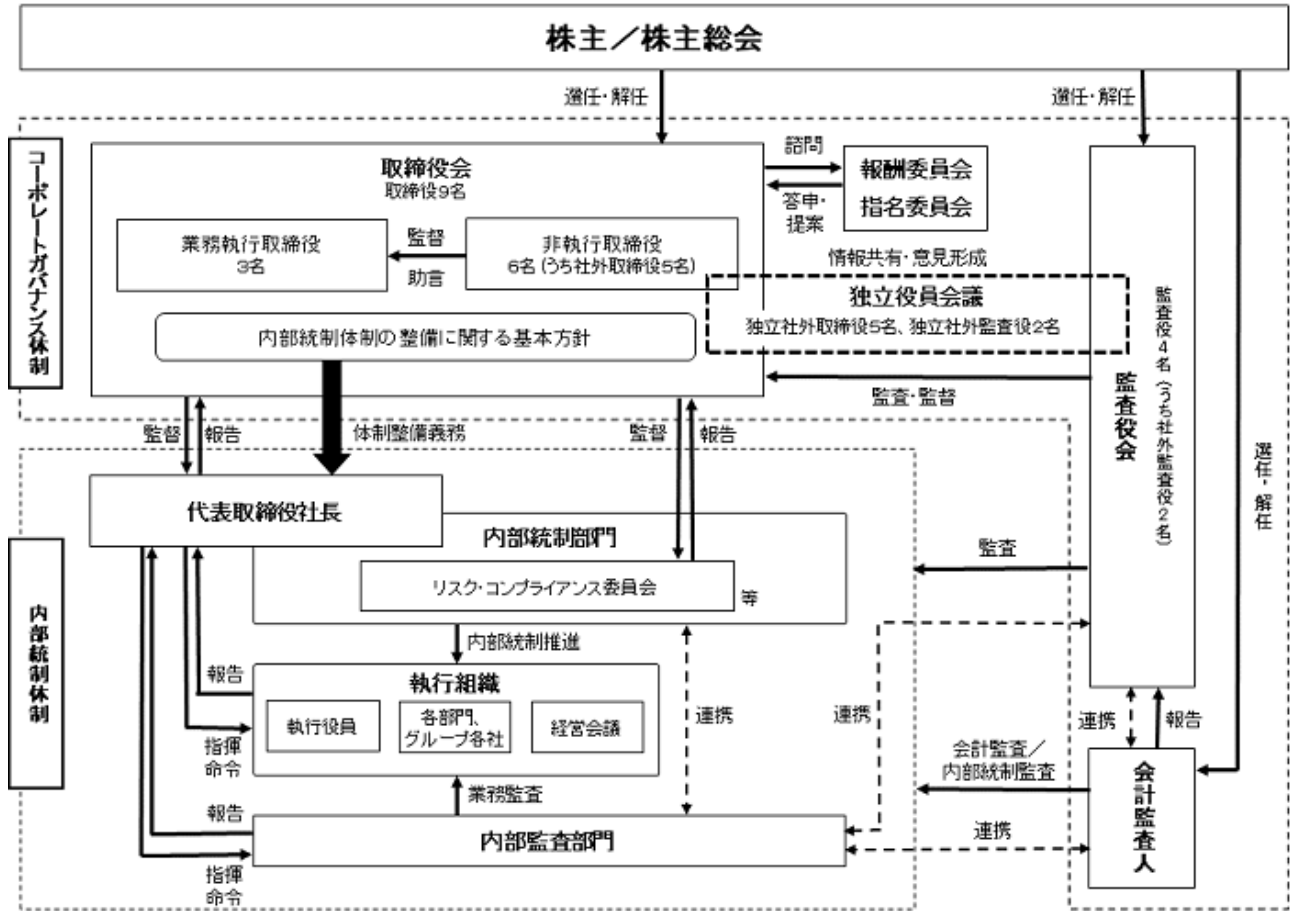 株主／株主総会
選任・解任
選任・解任
コーポレートガバナンス体制
取締役会
取締役9名
諮問
答申・
提案
報酬委員会
指名委員会
業務執行取締役
3名
監督
助言
非執行取締役
6名（うち社外取締役5名）
情報共有・意見形成
独立役員会議
独立社外取締役5名、独立社外監査役2名
内部統制体制の整備に関する基本方針
監査・監督
監査役会
監査役4名（うち社外監査役2名）
選任・解任
監督
報告
体制整備義務
監督
報告
内部統制体制
代表取締役社長
内部統制部門
リスク・コンプライアンス委員会
等
監査
内部統制推進
報告
指揮
命令
執行組織
執行役員
各部門、
グループ各社
経営会議
連携
連携
連携
報告
会計監査／
内部統制監査
業務監査
報告
指揮
命令
内部監査部門
連携
会計監査人